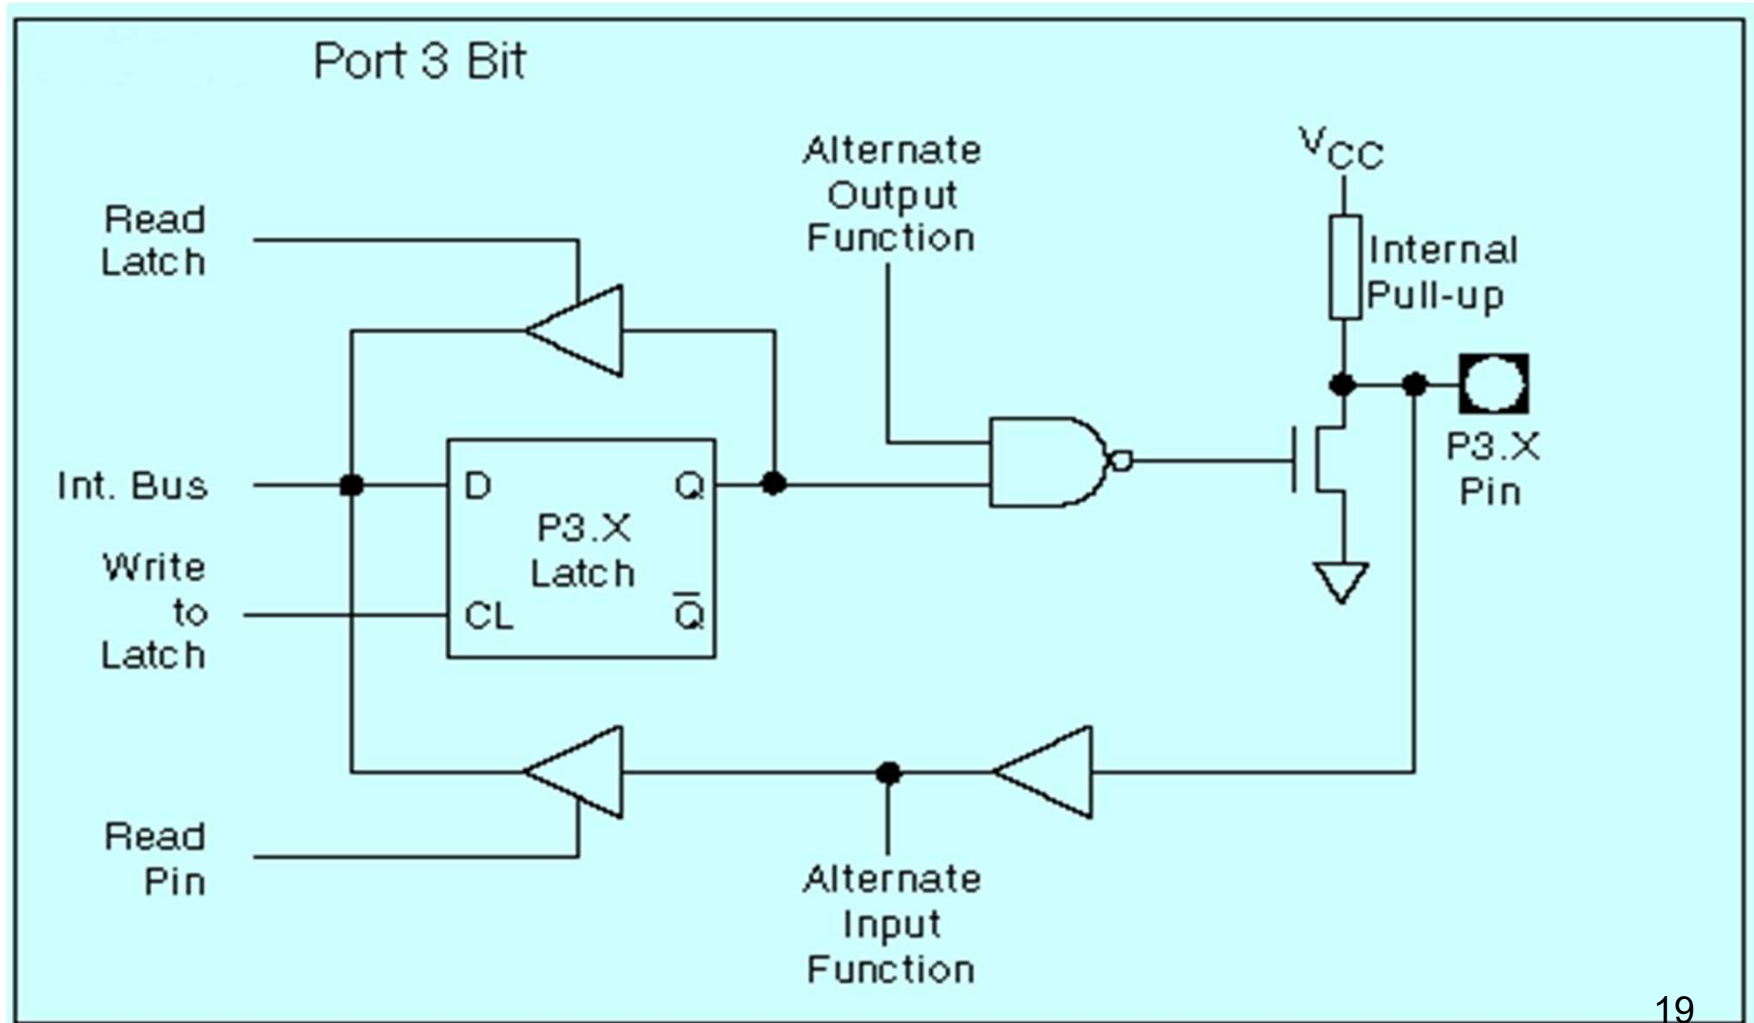 Port 3 Bit
Alternate
Output
Function
VCC
Read
Latch
Internal
Pull-up
P3.X
Pin
Int. Bus
D
Q
P3.X
Latch
Write
to
Latch
CL
Q̅
Read
Pin
Alternate
Input
Function
19